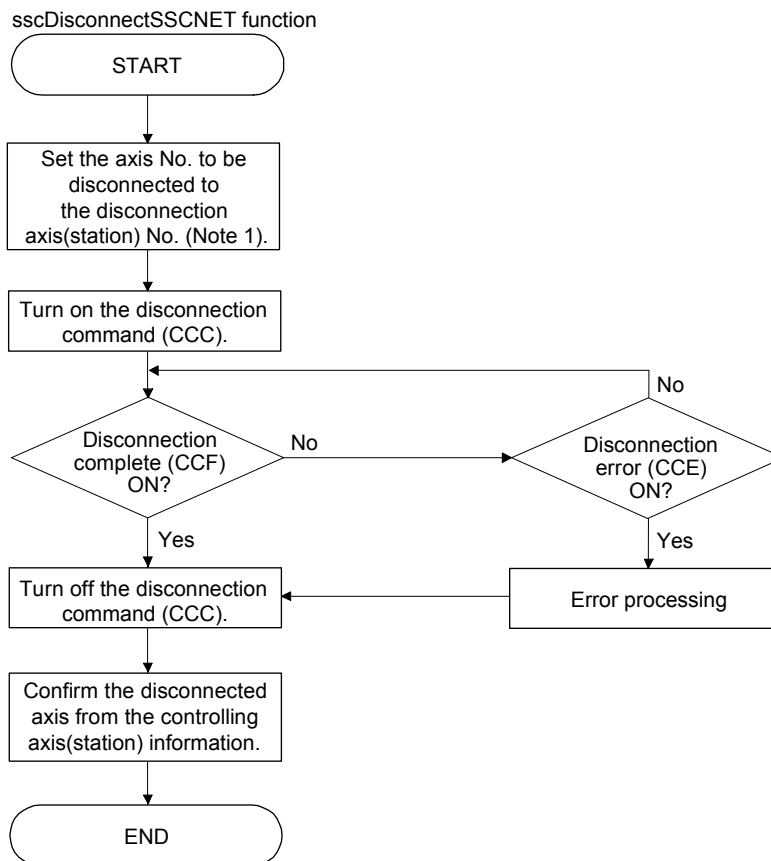 sscDisconnectSSCNET function
START
Set the axis No. to be
disconnected to
the disconnection
axis(station) No. (Note 1).
Turn on the disconnection
command (CCC).
No
Disconnection
complete (CCF)
ON?
No
Disconnection
error (CCE)
ON?
Yes
Yes
Turn off the disconnection
command (CCC).
Error processing
Confirm the disconnected
axis from the controlling
axis(station) information.
END